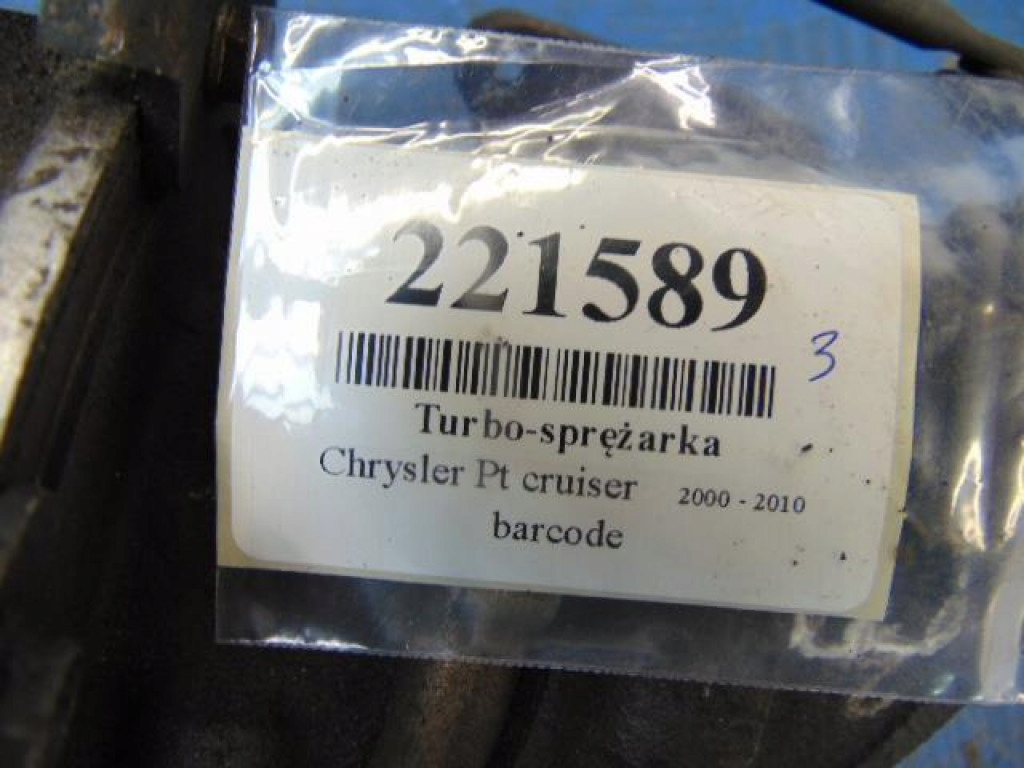 221589
3
Turbo-sprężarka
Chrysler Pt cruiser 2000 - 2010
barcode